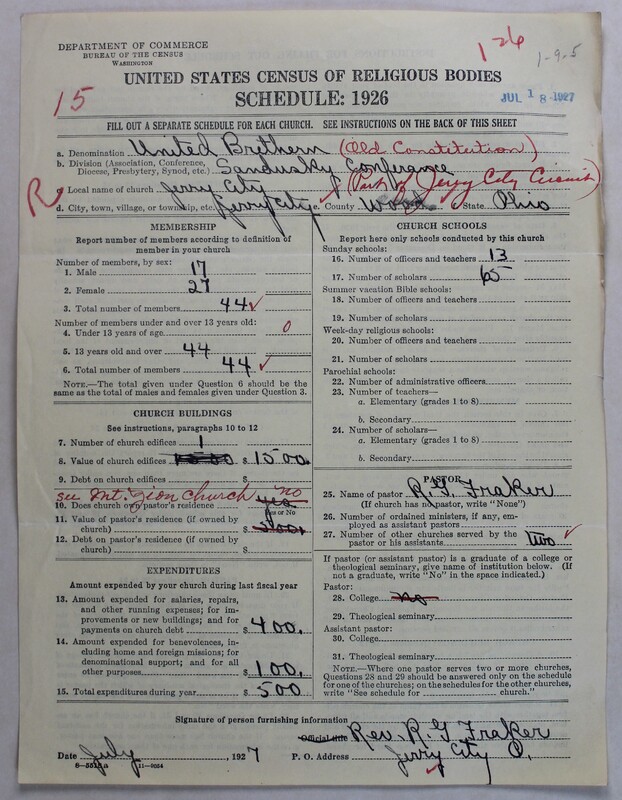 DEPARTMENT OF COMMERCE
BUREAU OF THE CENSUS
WASHINGTON
126
1-9-5
UNITED STATES CENSUS OF RELIGIOUS BODIES
15
SCHEDULE: 1926
JUL 18 1927
FILL OUT A SEPARATE SCHEDULE FOR EACH CHURCH. SEE INSTRUCTIONS ON THE BACK OF THIS SHEET
a. Denomination United Brethern (Old Constitution)
b. Division (Association, Conference, Diocese, Presbytery, Synod, etc.) Sandusky Conferance
R
c. Local name of church Jerry City (Part of Jerry City Circuit)
d. City, town, village, or township, etc. Jerry City e. County Wood State Ohio
MEMBERSHIP
Report number of members according to definition of
member in your church
Number of members, by sex:
1. Male 17
2. Female 27
3. Total number of members 44 ✓
Number of members under and over 13 years old:
4. Under 13 years of age 0
5. 13 years old and over 44
6. Total number of members 44 ✓
NOTE.—The total given under Question 6 should be the
same as the total of males and females given under Question 3.
CHURCH BUILDINGS
See instructions, paragraphs 10 to 12
7. Number of church edifices 1
8. Value of church edifices $ 1500
9. Debt on church edifices $
see Mt. Zion church no
10. Does church own pastor's residence? yes
Yes or No
11. Value of pastor's residence (if owned by
church) $
12. Debt on pastor's residence (if owned by
church) $
EXPENDITURES
Amount expended by your church during last fiscal year
13. Amount expended for salaries, repairs,
and other running expenses; for im-
provements or new buildings; and for
payments on church debt $ 400.
14. Amount expended for benevolences, in-
cluding home and foreign missions; for
denominational support; and for all
other purposes $ 100.
15. Total expenditures during year $ 500
CHURCH SCHOOLS
Report here only schools conducted by this church
Sunday schools:
16. Number of officers and teachers 13
17. Number of scholars 65
Summer vacation Bible schools:
18. Number of officers and teachers
19. Number of scholars
Week-day religious schools:
20. Number of officers and teachers
21. Number of scholars
Parochial schools:
22. Number of administrative officers
23. Number of teachers—
a. Elementary (grades 1 to 8)
b. Secondary
24. Number of scholars—
a. Elementary (grades 1 to 8)
b. Secondary
PASTOR
25. Name of pastor R. G. Fraker
(If church has no pastor, write "None")
26. Number of ordained ministers, if any, em-
ployed as assistant pastors
27. Number of other churches served by the
pastor or his assistants Two ✓
If pastor (or assistant pastor) is a graduate of a college or
theological seminary, give name of institution below. (If
not a graduate, write "No" in the space indicated.)
Pastor:
28. College no
29. Theological seminary
Assistant pastor:
30. College
31. Theological seminary
NOTE.—Where one pastor serves two or more churches,
Questions 28 and 29 should be answered only on the schedule
for one of the churches; on the schedules for the other churches,
write "See schedule for church."
Signature of person furnishing information
Official title Rev. R. G. Fraker
Date July, 1927 P. O. Address Jerry City O.
11-9054